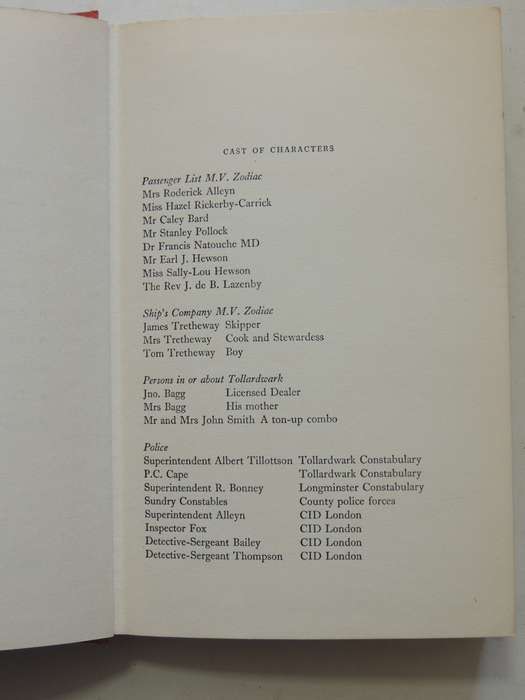 CAST OF CHARACTERS
Passenger List M.V. Zodiac
Mrs Roderick Alleyn
Miss Hazel Rickerby-Carrick
Mr Caley Bard
Mr Stanley Pollock
Dr Francis Natouche MD
Mr Earl J. Hewson
Miss Sally-Lou Hewson
The Rev J. de B. Lazenby
Ship's Company M.V. Zodiac
James Tretheway Skipper
Mrs Tretheway Cook and Stewardess
Tom Tretheway Boy
Persons in or about Tollardwark
Jno. Bagg Licensed Dealer
Mrs Bagg His mother
Mr and Mrs John Smith A ton-up combo
Police
Superintendent Albert Tillottson Tollardwark Constabulary
P.C. Cape Tollardwark Constabulary
Superintendent R. Bonney Longminster Constabulary
Sundry Constables County police forces
Superintendent Alleyn CID London
Inspector Fox CID London
Detective-Sergeant Bailey CID London
Detective-Sergeant Thompson CID London